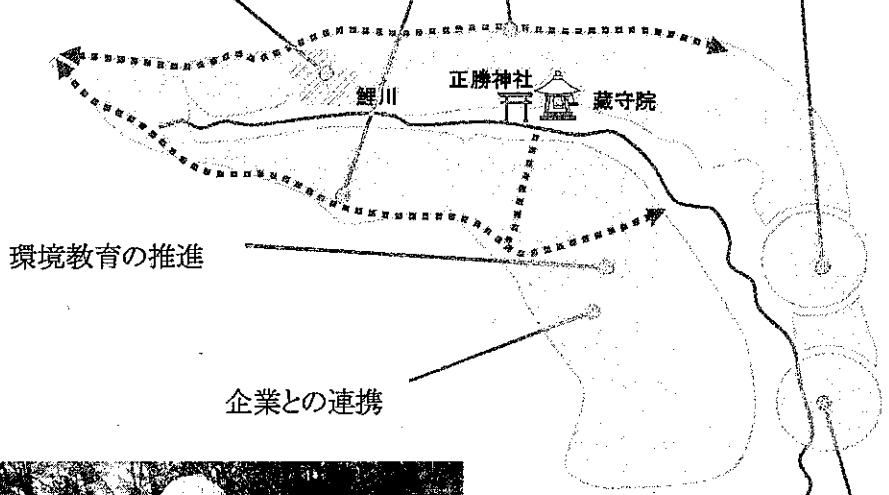 正勝神社
蔵守院
鯉川
環境教育の推進
企業との連携